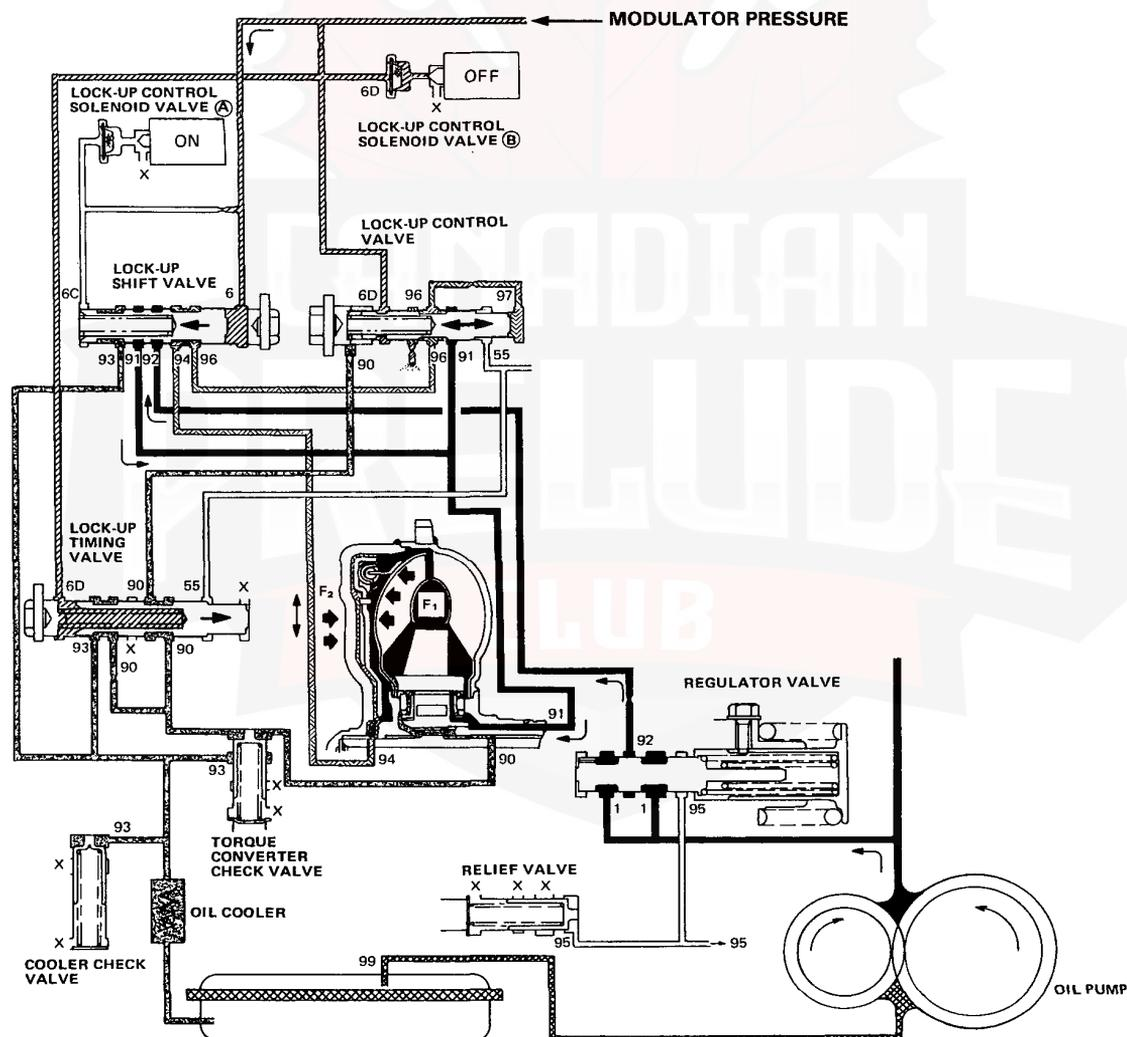 MODULATOR PRESSURE
OFF
6D
X
LOCK-UP CONTROL
SOLENOID VALVE Ⓐ
LOCK-UP CONTROL
SOLENOID VALVE Ⓑ
ON
X
LOCK-UP CONTROL
VALVE
LOCK-UP
SHIFT VALVE
6C
6
6D
96
97
93
91
92
94
96
90
96
91
55
LOCK-UP
TIMING
VALVE
6D
90
55
X
93
90
X
90
F₂
F₁
91
94
90
REGULATOR VALVE
92
1
1
95
93
X
X
TORQUE
CONVERTER
CHECK VALVE
93
X
X
COOLER CHECK
VALVE
OIL COOLER
RELIEF VALVE
X
X
X
95
95
99
OIL PUMP
CANADIAN
PRELUDE
CLUB